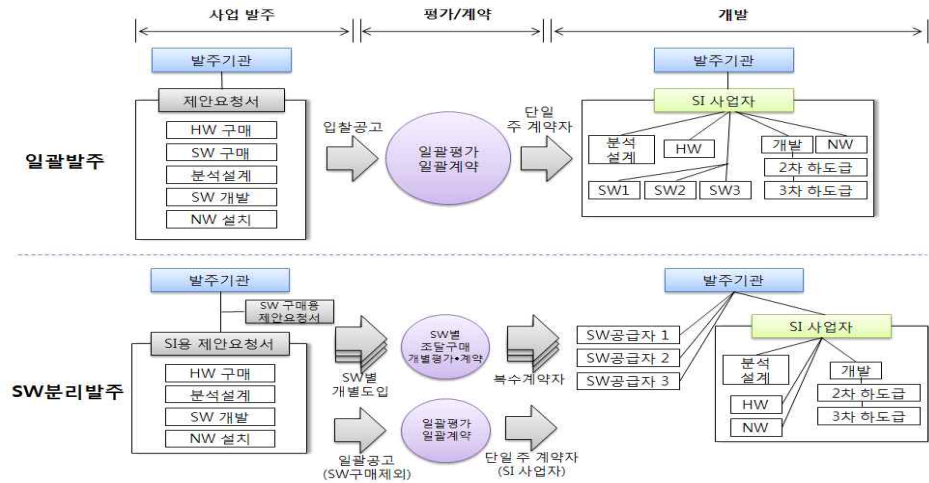 사업 발주
평가/계약
개발
일괄발주
발주기관
제안요청서
HW 구매
SW 구매
분석설계
SW 개발
NW 설치
입찰공고
일괄평가
일괄계약
단일
주 계약자
발주기관
SI 사업자
분석
설계
HW
개발
NW
SW1
SW2
SW3
2차 하도급
3차 하도급
SW분리발주
발주기관
SW 구매용
제안요청서
SI용 제안요청서
HW 구매
분석설계
SW 개발
NW 설치
SW별
개별도입
SW별
조달구매
개별평가•계약
복수계약자
일괄공고
(SW구매제외)
일괄평가
일괄계약
단일 주 계약자
(SI 사업자)
발주기관
SW공급자 1
SW공급자 2
SW공급자 3
SI 사업자
분석
설계
개발
HW
NW
2차 하도급
3차 하도급